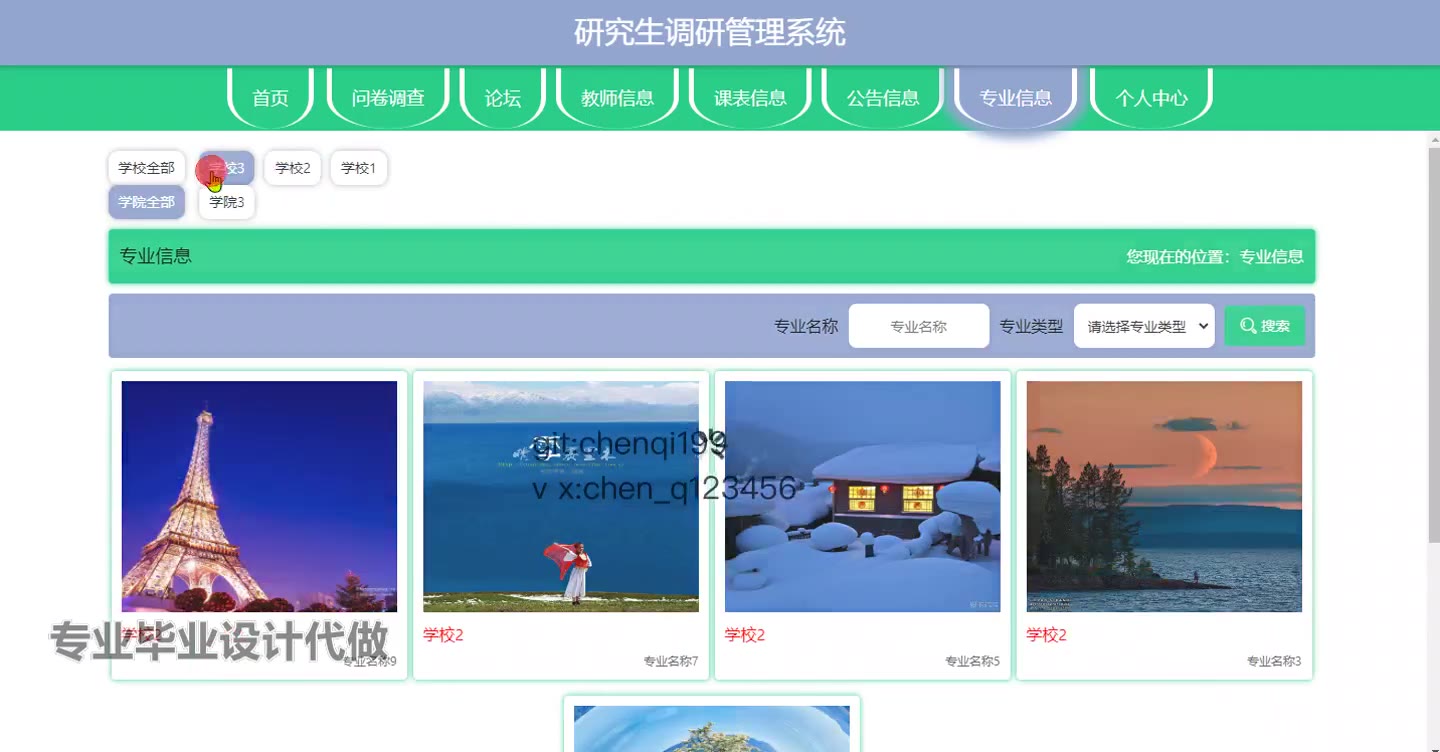 研究生调研管理系统
首页 问卷调查 论坛 教师信息 课表信息 公告信息 专业信息 个人中心
学校全部 学校3 学校2 学校1
学院全部 学院3
专业信息 您现在的位置：专业信息
专业名称 专业名称 专业类型 请选择专业类型 搜索
git:chenqi199
v x:chen_q123456
学校2 学校2 学校2
专业毕业设计代做
专业名称9 专业名称7 专业名称5 专业名称3